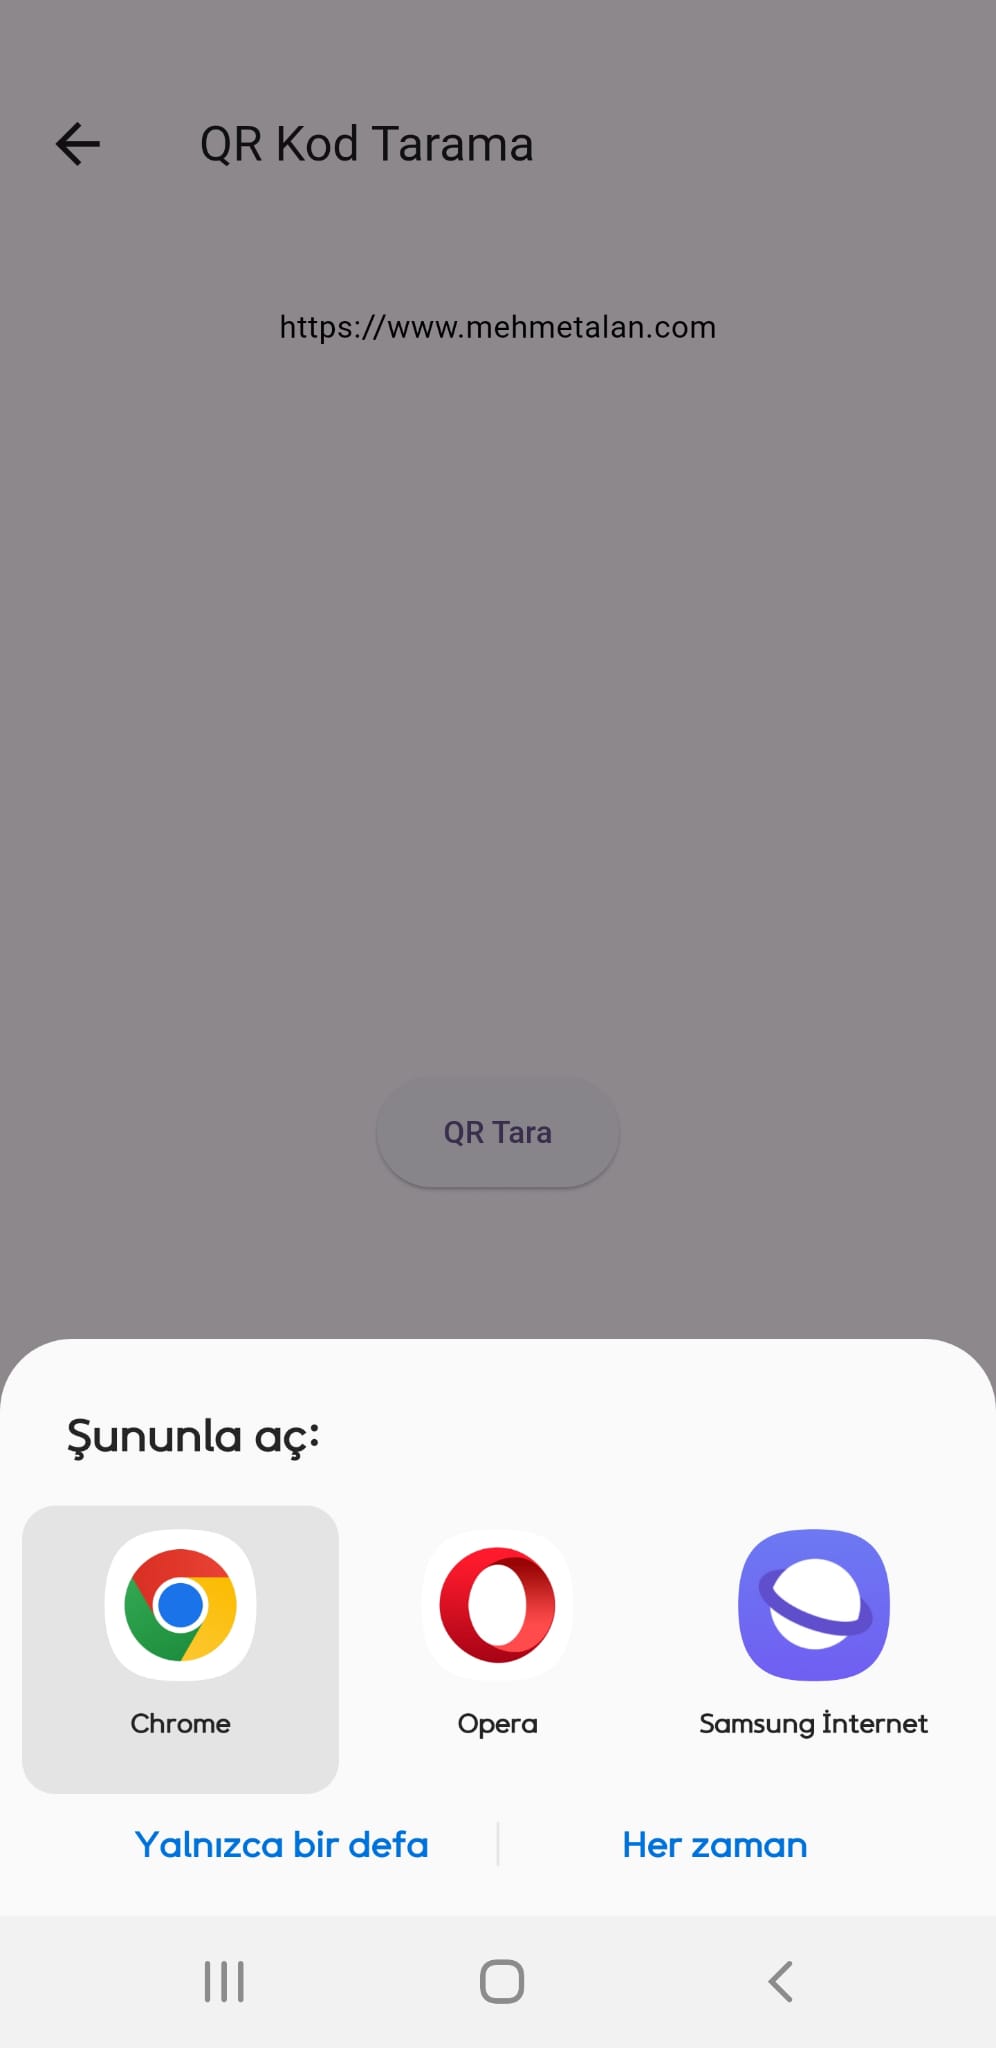 QR Kod Tarama
https://www.mehmetalan.com
QR Tara
Şununla aç:
Chrome
Opera
Samsung İnternet
Yalnızca bir defa
Her zaman